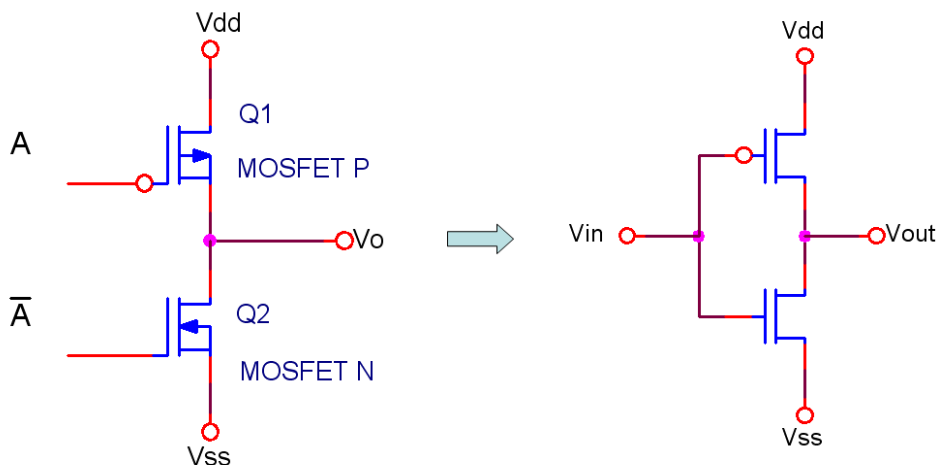 Vdd
Q1
A
MOSFET P
Vo
A̅
Q2
MOSFET N
Vss
Vdd
Vin
Vout
Vss